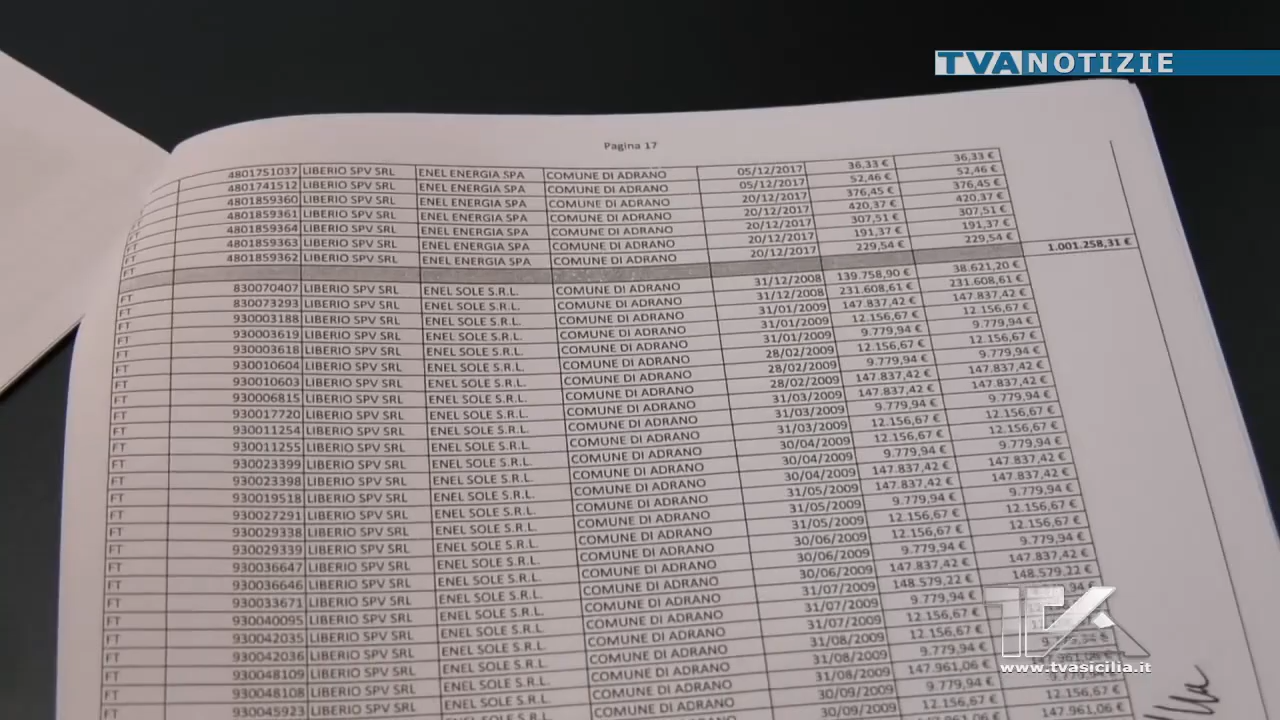 TVA NOTIZIE
Pagina 17
4801751037 LIBERIO SPV SRL ENEL ENERGIA SPA COMUNE DI ADRANO 05/12/2017 36,33 € 36,33 €
4801741512 LIBERIO SPV SRL ENEL ENERGIA SPA COMUNE DI ADRANO 05/12/2017 52,46 € 52,46 €
4801859360 LIBERIO SPV SRL ENEL ENERGIA SPA COMUNE DI ADRANO 20/12/2017 376,45 € 376,45 €
4801859361 LIBERIO SPV SRL ENEL ENERGIA SPA COMUNE DI ADRANO 20/12/2017 420,37 € 420,37 €
4801859364 LIBERIO SPV SRL ENEL ENERGIA SPA COMUNE DI ADRANO 20/12/2017 307,51 € 307,51 €
FT 4801859363 LIBERIO SPV SRL ENEL ENERGIA SPA COMUNE DI ADRANO 20/12/2017 191,37 € 191,37 €
FT 4801859362 LIBERIO SPV SRL ENEL ENERGIA SPA COMUNE DI ADRANO 20/12/2017 229,54 € 229,54 €
1.001.258,31 €
FT 830070407 LIBERIO SPV SRL ENEL SOLE S.R.L. COMUNE DI ADRANO 31/12/2008 139.758,90 € 38.621,20 €
FT 830073293 LIBERIO SPV SRL ENEL SOLE S.R.L. COMUNE DI ADRANO 31/12/2008 231.608,61 € 231.608,61 €
FT 930003188 LIBERIO SPV SRL ENEL SOLE S.R.L. COMUNE DI ADRANO 31/01/2009 147.837,42 € 147.837,42 €
FT 930003619 LIBERIO SPV SRL ENEL SOLE S.R.L. COMUNE DI ADRANO 31/01/2009 12.156,67 € 12.156,67 €
FT 930003618 LIBERIO SPV SRL ENEL SOLE S.R.L. COMUNE DI ADRANO 31/01/2009 9.779,94 € 9.779,94 €
FT 930010604 LIBERIO SPV SRL ENEL SOLE S.R.L. COMUNE DI ADRANO 28/02/2009 12.156,67 € 12.156,67 €
FT 930010603 LIBERIO SPV SRL ENEL SOLE S.R.L. COMUNE DI ADRANO 28/02/2009 9.779,94 € 9.779,94 €
FT 930006815 LIBERIO SPV SRL ENEL SOLE S.R.L. COMUNE DI ADRANO 28/02/2009 147.837,42 € 147.837,42 €
FT 930017720 LIBERIO SPV SRL ENEL SOLE S.R.L. COMUNE DI ADRANO 31/03/2009 147.837,42 € 147.837,42 €
FT 930011254 LIBERIO SPV SRL ENEL SOLE S.R.L. COMUNE DI ADRANO 31/03/2009 9.779,94 € 9.779,94 €
FT 930011255 LIBERIO SPV SRL ENEL SOLE S.R.L. COMUNE DI ADRANO 31/03/2009 12.156,67 € 12.156,67 €
FT 930023399 LIBERIO SPV SRL ENEL SOLE S.R.L. COMUNE DI ADRANO 30/04/2009 12.156,67 € 12.156,67 €
FT 930023398 LIBERIO SPV SRL ENEL SOLE S.R.L. COMUNE DI ADRANO 30/04/2009 9.779,94 € 9.779,94 €
FT 930019518 LIBERIO SPV SRL ENEL SOLE S.R.L. COMUNE DI ADRANO 30/04/2009 147.837,42 € 147.837,42 €
FT 930027291 LIBERIO SPV SRL ENEL SOLE S.R.L. COMUNE DI ADRANO 31/05/2009 147.837,42 € 147.837,42 €
FT 930029338 LIBERIO SPV SRL ENEL SOLE S.R.L. COMUNE DI ADRANO 31/05/2009 9.779,94 € 9.779,94 €
FT 930029339 LIBERIO SPV SRL ENEL SOLE S.R.L. COMUNE DI ADRANO 31/05/2009 12.156,67 € 12.156,67 €
FT 930036647 LIBERIO SPV SRL ENEL SOLE S.R.L. COMUNE DI ADRANO 30/06/2009 12.156,67 € 12.156,67 €
FT 930036646 LIBERIO SPV SRL ENEL SOLE S.R.L. COMUNE DI ADRANO 30/06/2009 9.779,94 € 9.779,94 €
FT 930033671 LIBERIO SPV SRL ENEL SOLE S.R.L. COMUNE DI ADRANO 30/06/2009 147.837,42 € 147.837,42 €
FT 930040095 LIBERIO SPV SRL ENEL SOLE S.R.L. COMUNE DI ADRANO 31/07/2009 148.579,22 € 148.579,22 €
FT 930042035 LIBERIO SPV SRL ENEL SOLE S.R.L. COMUNE DI ADRANO 31/07/2009 9.779,94 €
FT 930042036 LIBERIO SPV SRL ENEL SOLE S.R.L. COMUNE DI ADRANO 31/07/2009 12.156,67 €
FT 930048109 LIBERIO SPV SRL ENEL SOLE S.R.L. COMUNE DI ADRANO 31/08/2009 12.156,67 €
FT 930048108 LIBERIO SPV SRL ENEL SOLE S.R.L. COMUNE DI ADRANO 31/08/2009 9.779,94 € 9.779,94 €
FT 930045923 LIBERIO SPV SRL ENEL SOLE S.R.L. COMUNE DI ADRANO 31/08/2009 147.961,06 €
COMUNE DI ADRANO 30/09/2009 9.779,94 € 9.779,94 €
30/09/2009 12.156,67 € 12.156,67 €
147.961,06 € 147.961,06 €
TVA
www.tvasicilia.it